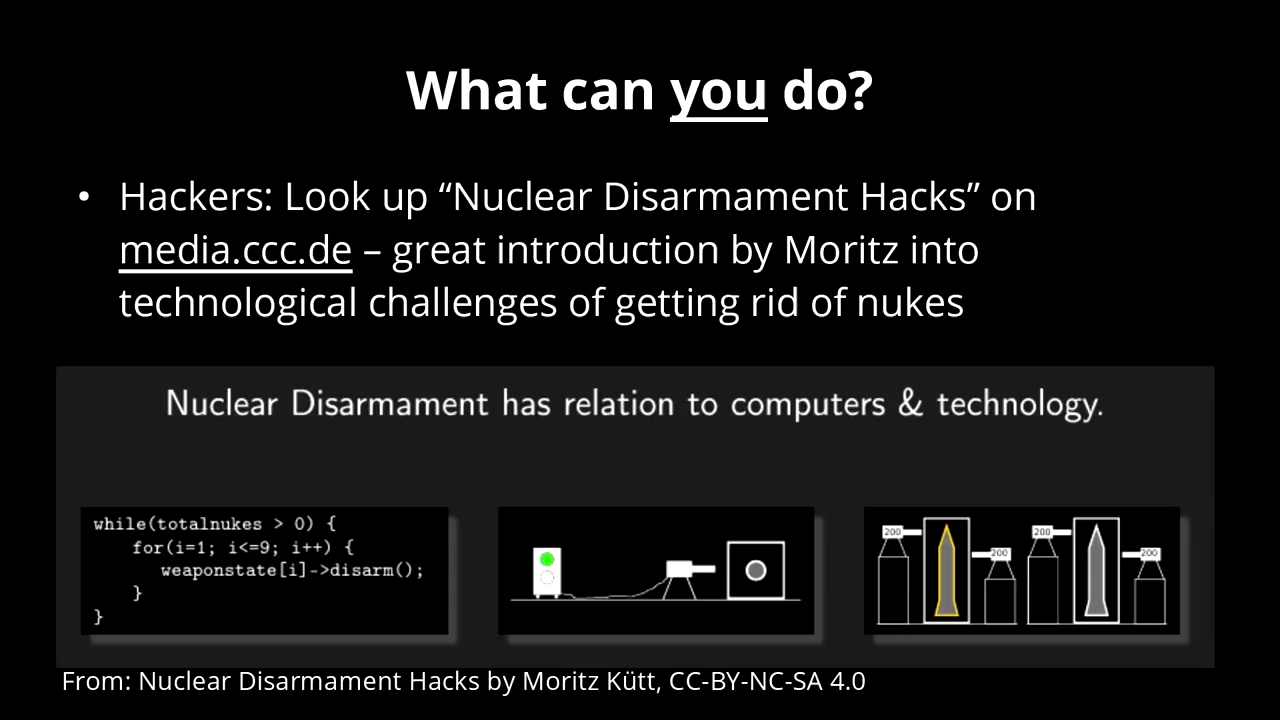 What can you do?
• Hackers: Look up “Nuclear Disarmament Hacks” on
media.ccc.de – great introduction by Moritz into
technological challenges of getting rid of nukes
Nuclear Disarmament has relation to computers & technology.
while(totalnukes > 0) {
for(i=1; i<=9; i++) {
weaponstate[i]->disarm();
}
}
200
200
200
200
From: Nuclear Disarmament Hacks by Moritz Kütt, CC-BY-NC-SA 4.0